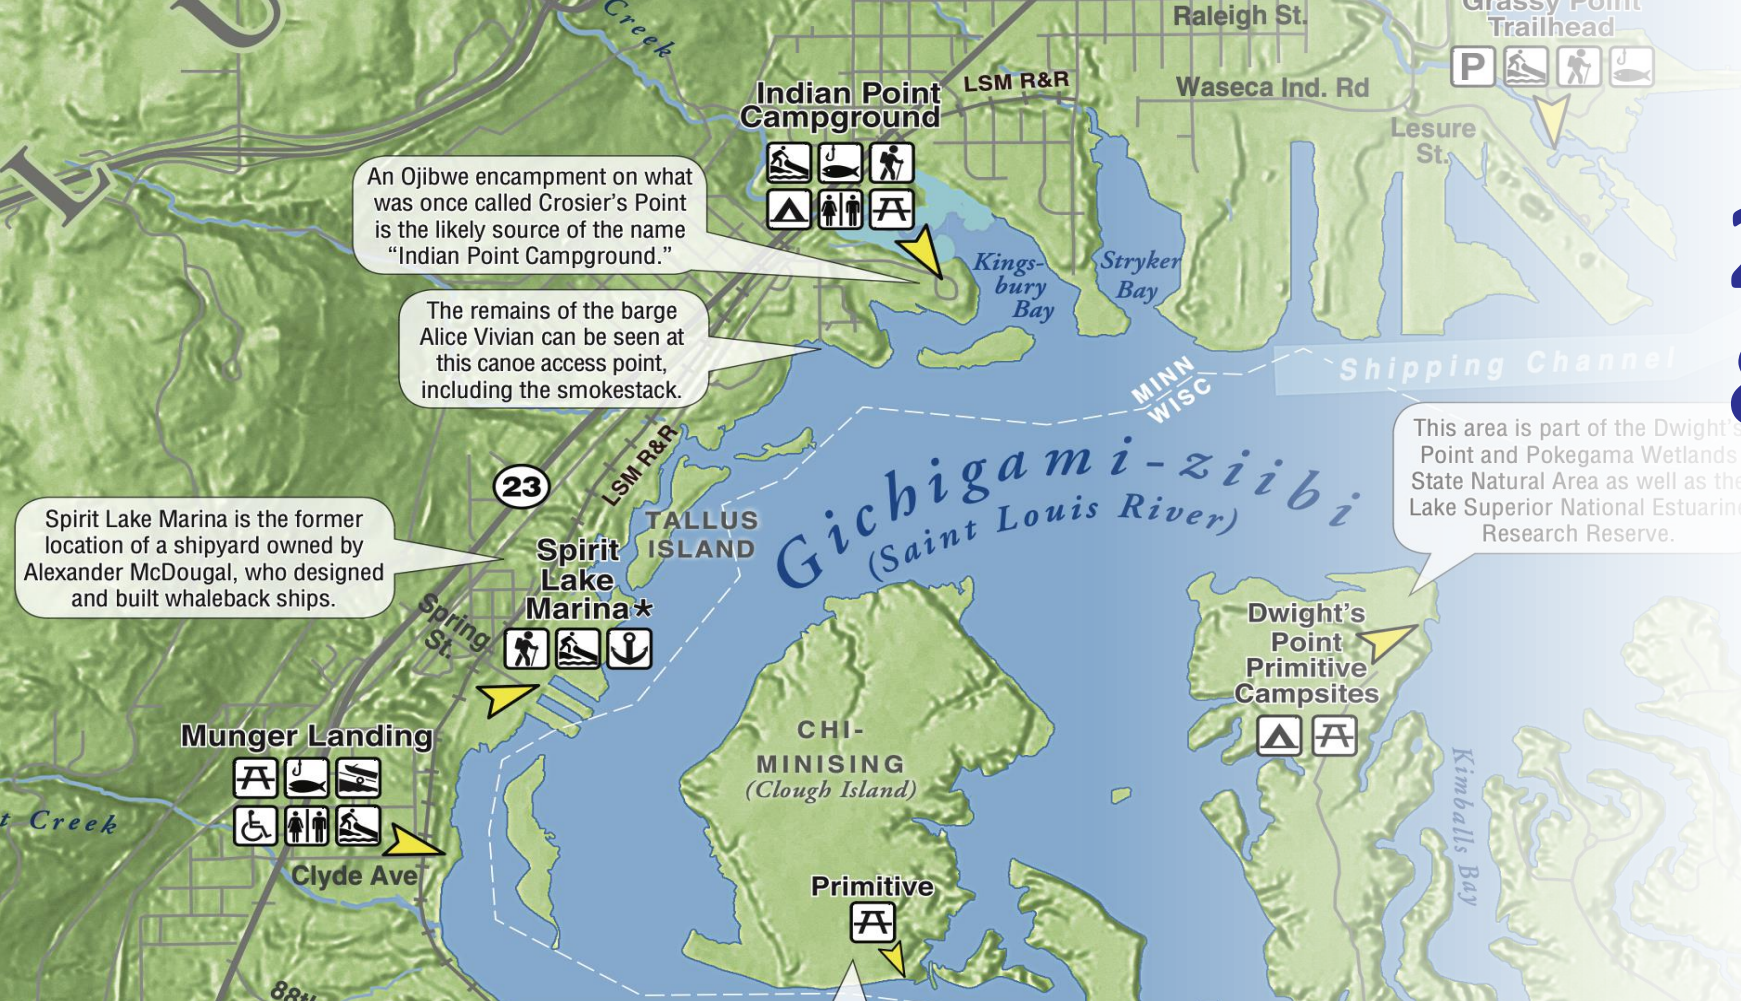 Creek
Raleigh St.
Grassy Point
Trailhead
P
LSM R&R
Waseca Ind. Rd
Lesure
St.
Indian Point
Campground
An Ojibwe encampment on what
was once called Crosier's Point
is the likely source of the name
“Indian Point Campground.”
Kings-
bury
Bay
Stryker
Bay
The remains of the barge
Alice Vivian can be seen at
this canoe access point,
including the smokestack.
MINN
WISC
Shipping Channel
This area is part of the Dwight's
Point and Pokegama Wetlands
State Natural Area as well as the
Lake Superior National Estuarine
Research Reserve.
LSM R&R
23
Gichigami-ziibi
(Saint Louis River)
TALLUS
ISLAND
Spirit Lake Marina is the former
location of a shipyard owned by
Alexander McDougal, who designed
and built whaleback ships.
Spirit
Lake
Marina*
Spring
St.
Dwight's
Point
Primitive
Campsites
Munger Landing
CHI-
MINISING
(Clough Island)
Kimballs Bay
t Creek
Clyde Ave
Primitive
88th